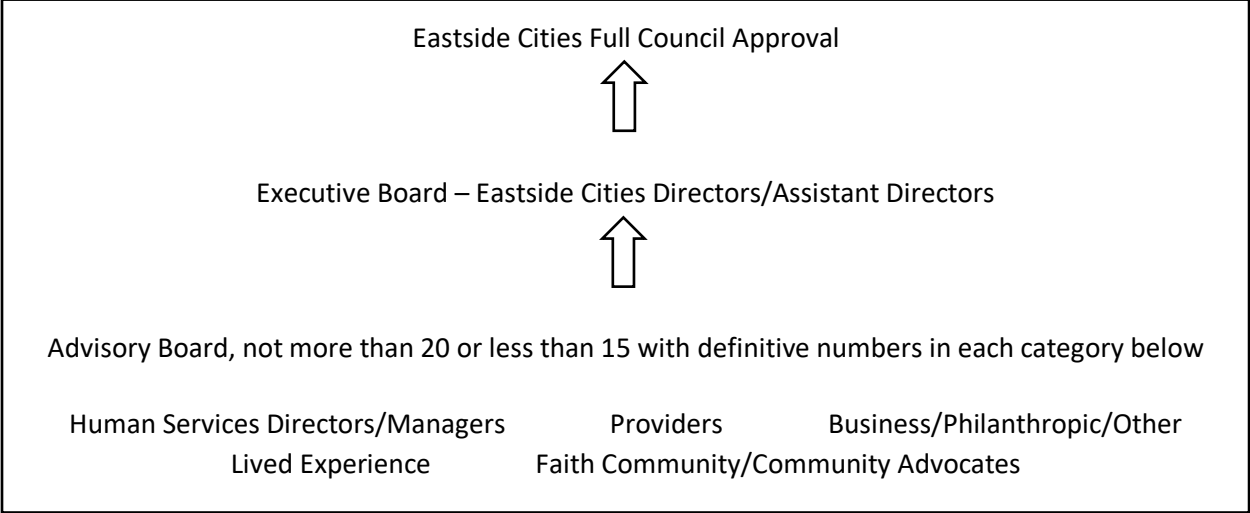 Eastside Cities Full Council Approval
Executive Board – Eastside Cities Directors/Assistant Directors
Advisory Board, not more than 20 or less than 15 with definitive numbers in each category below
Human Services Directors/Managers Providers Business/Philanthropic/Other
Lived Experience Faith Community/Community Advocates